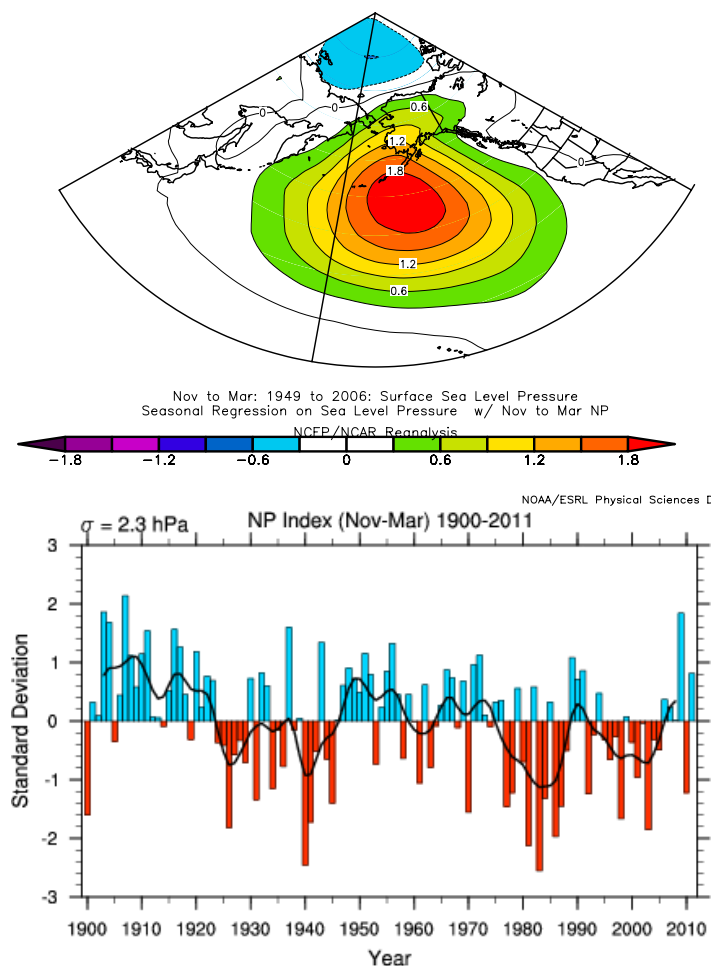 0.6
0
0
1.2
0
1.8
1.2
0.6
Nov to Mar: 1949 to 2006: Surface Sea Level Pressure
Seasonal Regression on Sea Level Pressure w/ Nov to Mar NP
NCEP/NCAR Reanalysis
-1.8 -1.2 -0.6 0 0.6 1.2 1.8
NOAA/ESRL Physical Sciences D
σ = 2.3 hPa NP Index (Nov-Mar) 1900-2011
3
2
1
0
-1
-2
-3
Standard Deviation
1900 1910 1920 1930 1940 1950 1960 1970 1980 1990 2000 2010
Year